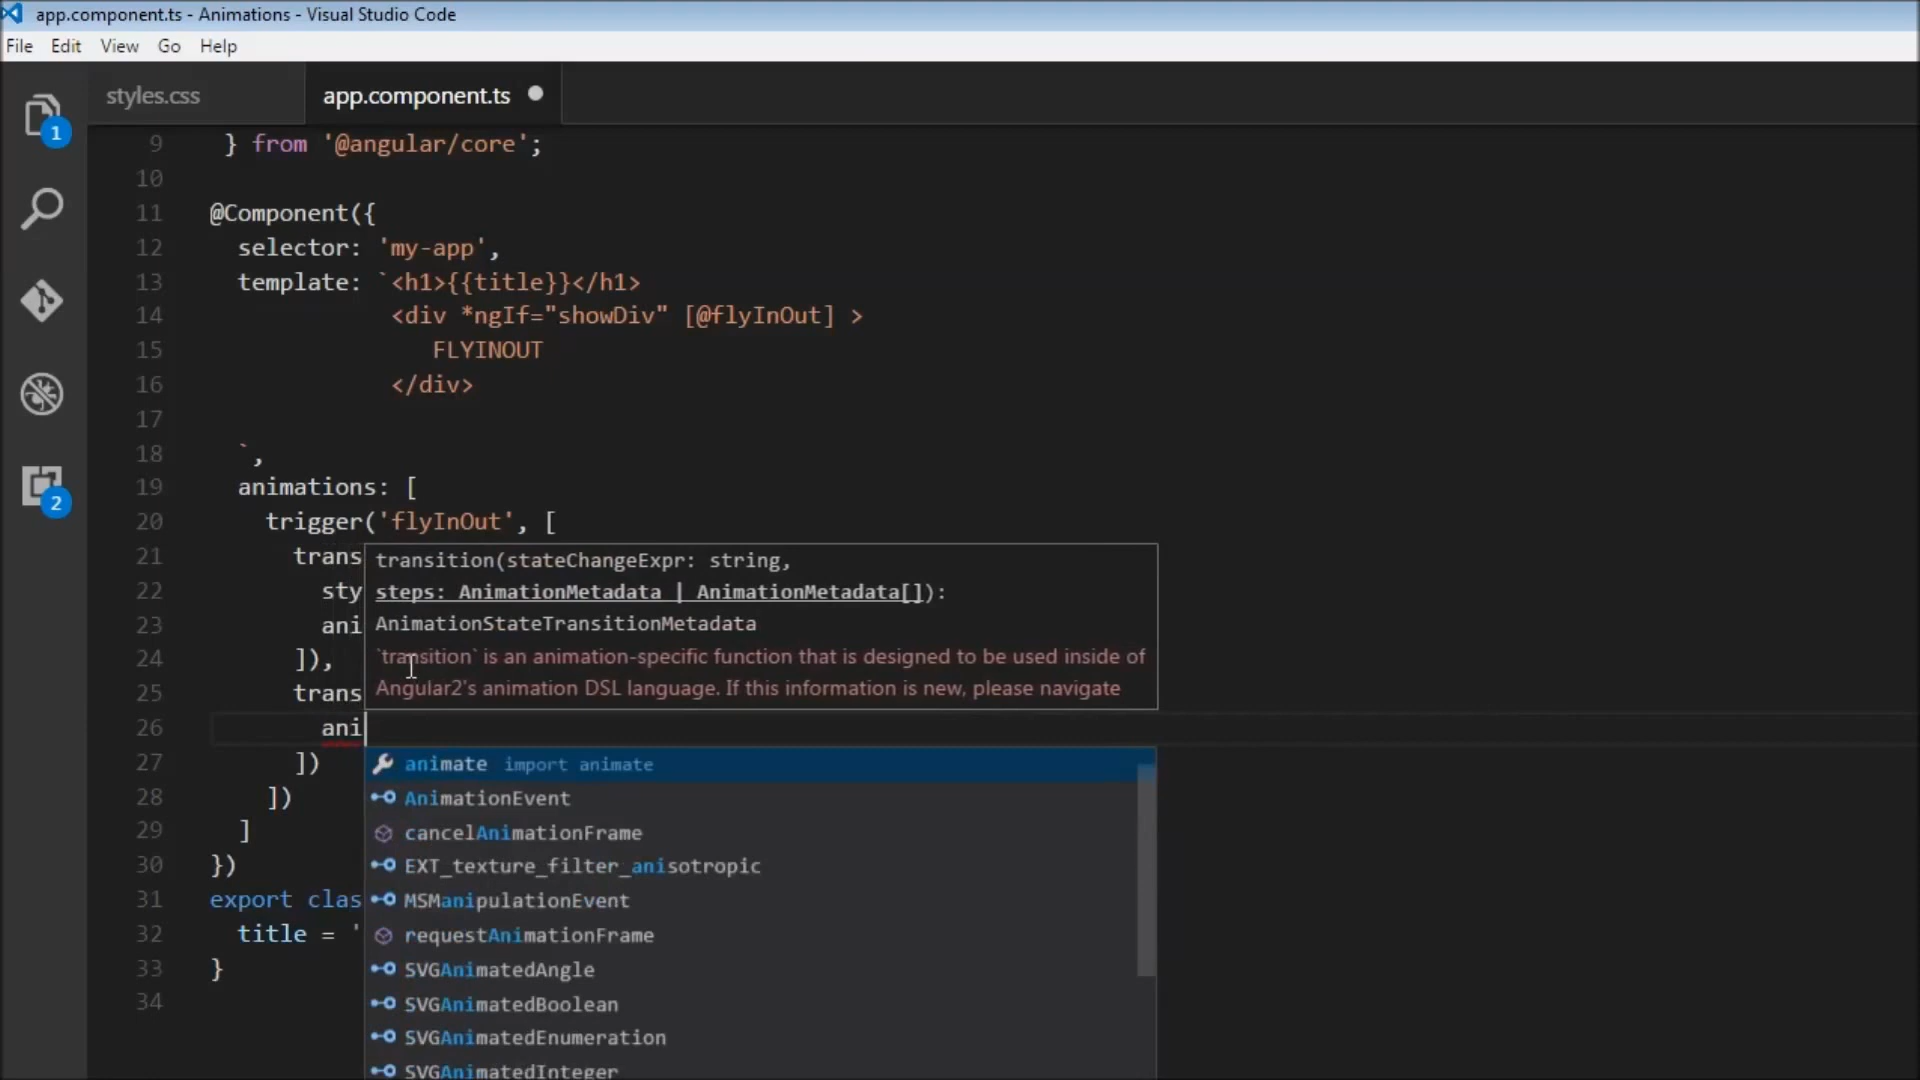 app.component.ts - Animations - Visual Studio Code
File Edit View Go Help
styles.css app.component.ts
1
2
9 } from '@angular/core';
10
11 @Component({
12 selector: 'my-app',
13 template: `<h1>{{title}}</h1>
14 <div *ngIf="showDiv" [@flyInOut] >
15 FLYINOUT
16 </div>
17
18 `,
19 animations: [
20 trigger('flyInOut', [
21 trans
22 sty
23 ani
24 ]),
25 trans
26 ani
27 ])
28 ])
29 ]
30 })
31 export clas
32 title = '
33 }
34
transition(stateChangeExpr: string,
steps: AnimationMetadata | AnimationMetadata[]):
AnimationStateTransitionMetadata
`transition` is an animation-specific function that is designed to be used inside of
Angular2's animation DSL language. If this information is new, please navigate
animate import animate
AnimationEvent
cancelAnimationFrame
EXT_texture_filter_anisotropic
MSManipulationEvent
requestAnimationFrame
SVGAnimatedAngle
SVGAnimatedBoolean
SVGAnimatedEnumeration
SVGAnimatedInteger